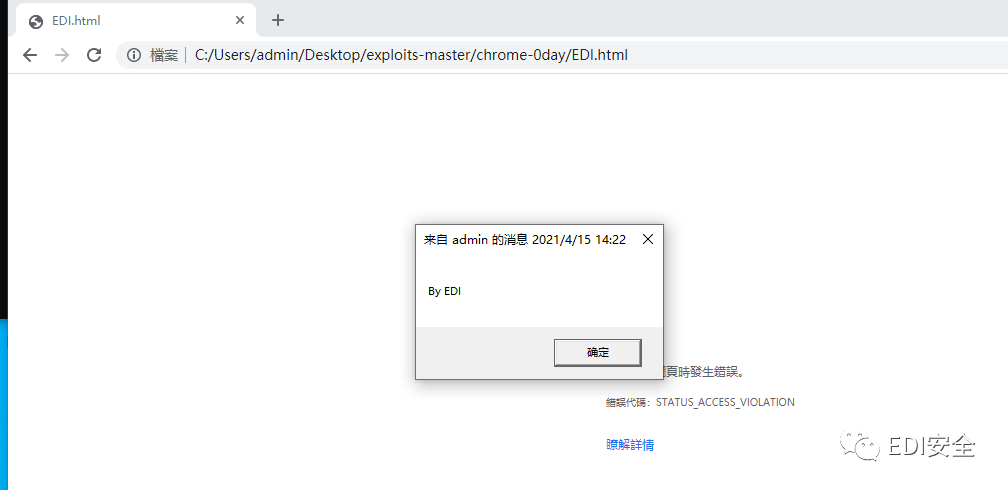 EDI.html
檔案 C:/Users/admin/Desktop/exploits-master/chrome-0day/EDI.html
来自 admin 的消息 2021/4/15 14:22
By EDI
确定
頁時發生錯誤。
錯誤代碼：STATUS_ACCESS_VIOLATION
瞭解詳情
EDI安全